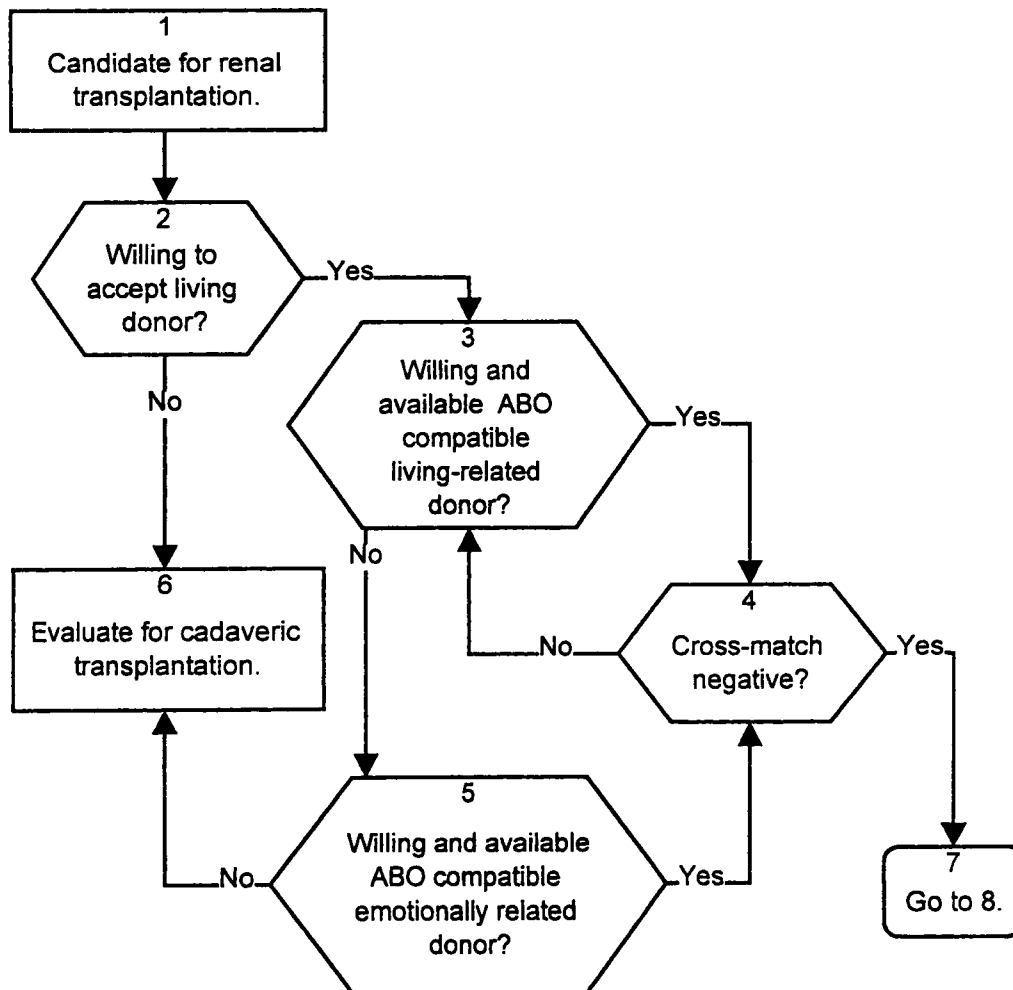 1
Candidate for renal
transplantation.
2
Willing to
accept living
donor?
Yes
No
3
Willing and
available ABO
compatible
living-related
donor?
Yes
No
4
Cross-match
negative?
No
Yes
6
Evaluate for cadaveric
transplantation.
5
Willing and available
ABO compatible
emotionally related
donor?
No
Yes
7
Go to 8.